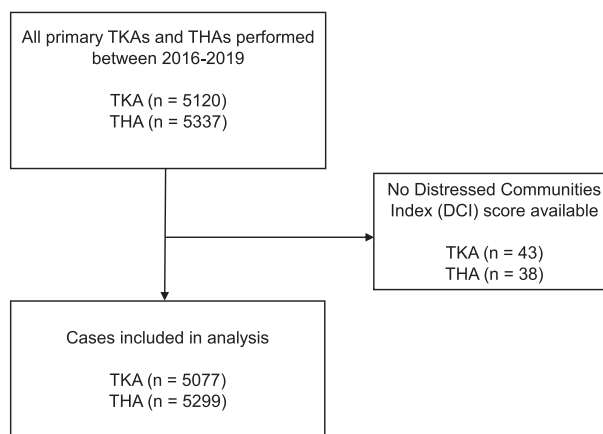 All primary TKAs and THAs performed
between 2016-2019
TKA (n = 5120)
THA (n = 5337)
No Distressed Communities
Index (DCI) score available
TKA (n = 43)
THA (n = 38)
Cases included in analysis
TKA (n = 5077)
THA (n = 5299)